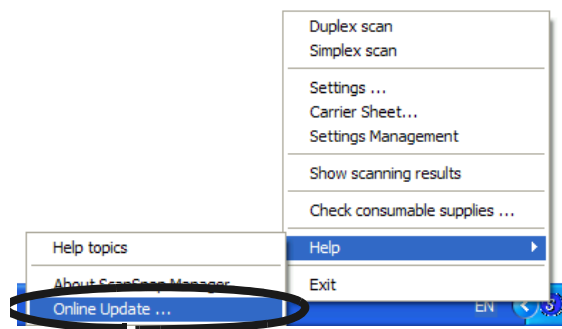 Duplex scan
Simplex scan
Settings ...
Carrier Sheet...
Settings Management
Show scanning results
Check consumable supplies ...
Help
Exit
Help topics
About ScanSnap Manager
Online Update ...
EN
S